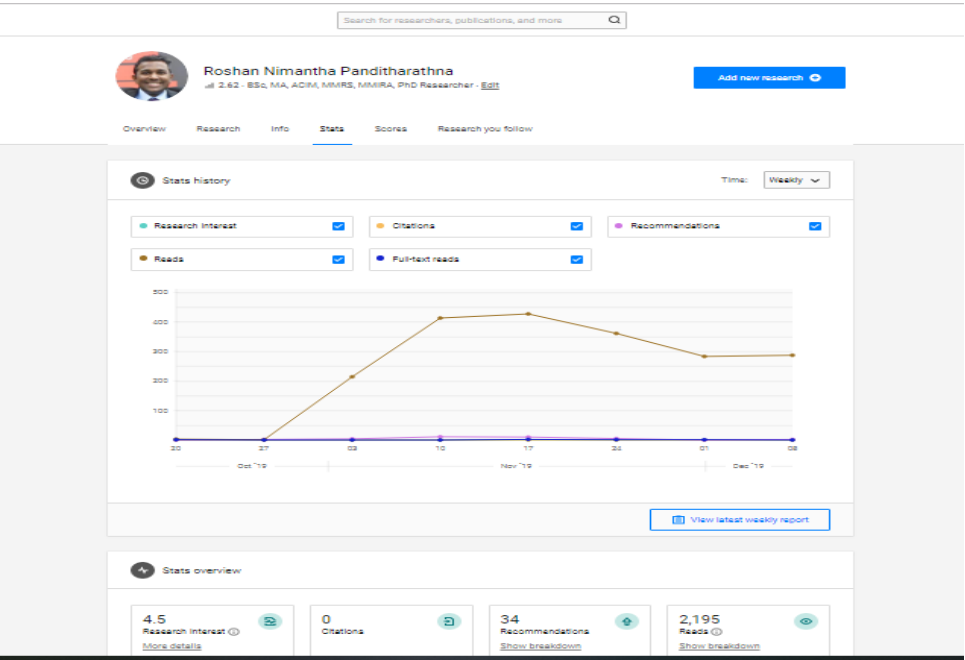 Search for researchers, publications, and more
Roshan Nimantha Panditharathna
2.62 - BSc, MA, ACIM, MMRS, MMIRA, PhD Researcher - Edit
Add new research
Overview Research Info Stats Scores Research you follow
Stats history
Time: Weekly
Research Interest Citations Recommendations
Reads Full-text reads
500
400
300
200
100
20 27 03 10 17 24 01 08
Oct '19 Nov '19 Dec '19
View latest weekly report
Stats overview
4.5 0 34 2,195
Research Interest Citations Recommendations Reads
More details Show breakdown Show breakdown